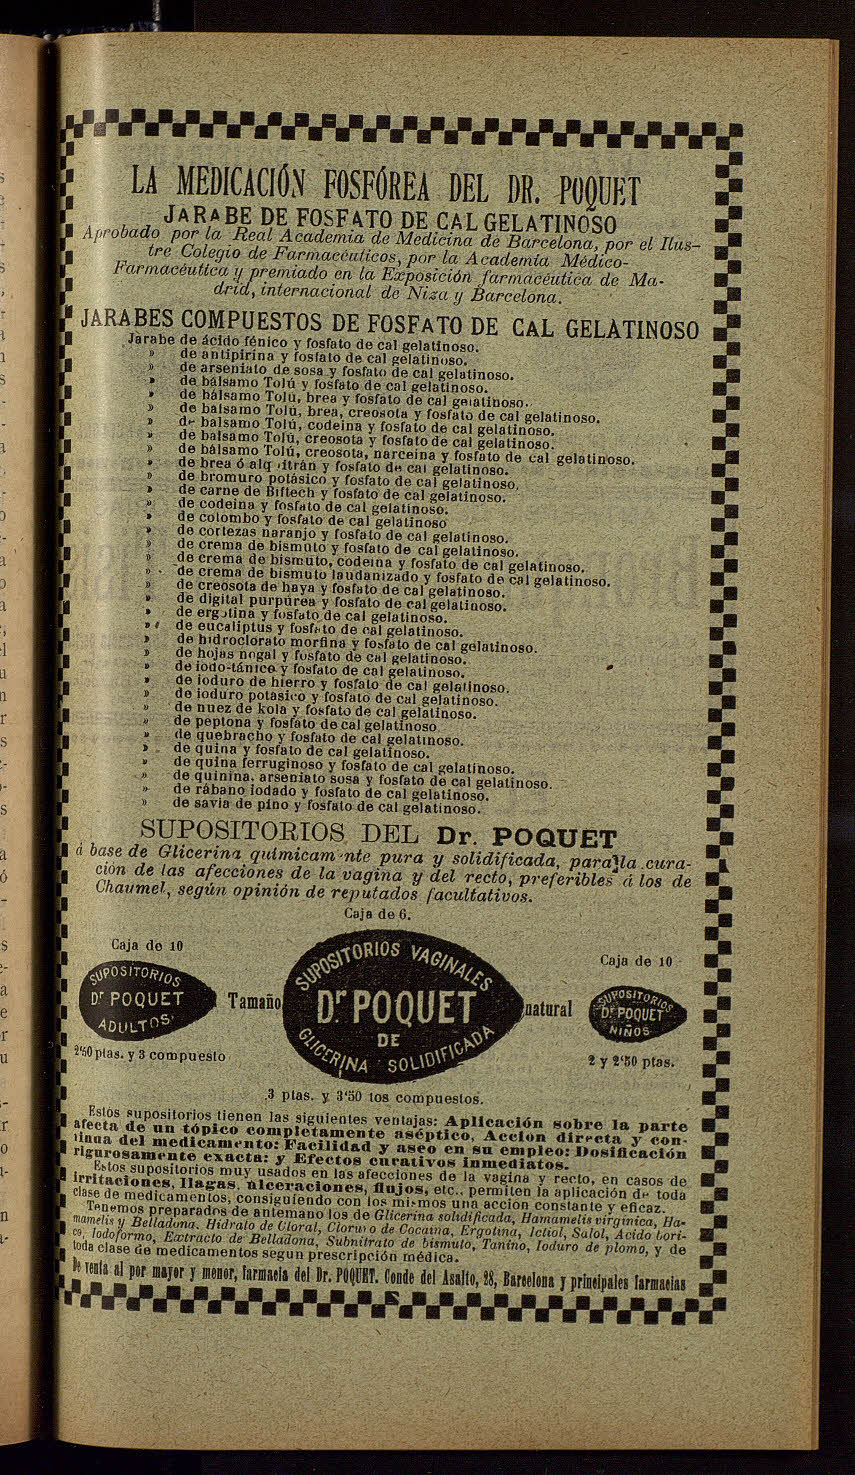 LA MEDICACIÓN FOSFÓREA DEL DR. POQUET
JARABE DE FOSFATO DE CAL GELATINOSO
Aprobado por la Real Academia de Medicina de Barcelona, por el Ilus-
tre Colegio de Farmacéuticos, por la Academia Médico-
Farmacéutica y premiado en la Exposición farmacéutica de Ma-
drid, internacional de Niza y Barcelona.
JARABES COMPUESTOS DE FOSFATO DE CAL GELATINOSO
Jarabe de ácido fénico y fosfato de cal gelatinoso.
» de antipirina y fosfato de cal gelatinoso.
» de arseniato de sosa y fosfato de cal gelatinoso.
» de bálsamo Tolú y fosfato de cal gelatinoso.
» de bálsamo Tolú, brea y fosfato de cal gelatinoso.
» de balsamo Tolú, brea, creosota y fosfato de cal gelatinoso.
» de balsamo Tolú, codeina y fosfato de cal gelatinoso.
» de balsamo Tolú, creosota y fosfato de cal gelatinoso.
» de bálsamo Tolú, creosota, narceina y fosfato de cal gelatinoso.
» de brea ó alquitrán y fosfato de cal gelatinoso.
» de bromuro potásico y fosfato de cal gelatinoso.
» de carne de Biftech y fosfato de cal gelatinoso.
» de codeina y fosfato de cal gelatinoso.
» de colombo y fosfato de cal gelatinoso
» de cortezas naranjo y fosfato de cal gelatinoso.
» de crema de bismuto y fosfato de cal gelatinoso.
» de crema de bismuto, codeina y fosfato de cal gelatinoso.
» de crema de bismuto laudanizado y fosfato de cal gelatinoso.
» de creosota de haya y fosfato de cal gelatinoso.
» de digital purpúrea y fosfato de cal gelatinoso.
» de ergotina y fosfato de cal gelatinoso.
» de eucaliptus y fosfato de cal gelatinoso.
» de hidroclorato morfina y fosfato de cal gelatinoso.
» de hojas nogal y fosfato de cal gelatinoso.
» de iodo-tánico y fosfato de cal gelatinoso.
» de ioduro de hierro y fosfato de cal gelatinoso.
» de ioduro potasico y fosfato de cal gelatinoso.
» de nuez de kola y fosfato de cal gelatinoso.
» de peptona y fosfato de cal gelatinoso
» de quebracho y fosfato de cal gelatinoso.
» de quina y fosfato de cal gelatinoso.
» de quina ferruginoso y fosfato de cal gelatinoso.
» de quinina, arseniato sosa y fosfato de cal gelatinoso.
» de rábano iodado y fosfato de cal gelatinoso.
» de savia de pino y fosfato de cal gelatinoso.
SUPOSITORIOS DEL Dr. POQUET
á base de Glicerina quimicamente pura y solidificada, para la cura-
ción de las afecciones de la vagina y del recto, preferibles á los de
Chaumel, según opinión de reputados facultativos.
Caja de 6.
Caja de 10
SUPOSITORIOS
Dr POQUET
ADULTOS
2'50 ptas. y 3 compuesto
Tamaño
SUPOSITORIOS VAGINALES
Dr POQUET
DE
GLICERINA SOLIDIFICADA
natural
Caja de 10
SUPOSITORIOS
Dr POQUET
NIÑOS
2 y 2'50 ptas.
3 ptas. y 3'50 los compuestos.
Estos supositorios tienen las siguientes ventajas: Aplicación sobre la parte
afecta de un tópico completamente aséptico, Acción directa y con-
tinua del medicamento: Facilidad y aseo en su empleo: Dosificación
rigurosamente exacta: y Efectos curativos inmediatos.
Estos supositorios muy usados en las afecciones de la vagina y recto, en casos de
irritaciones, llagas, ulceraciones, flujos, etc., permiten la aplicación de toda
clase de medicamentos, consiguiendo con los mismos una acción constante y eficaz.
Tenemos preparados de antemano los de Glicerina solidificada, Hamamelis virginica, Ha-
mamelis y Belladona, Hidrato de Cloral, Cloruro de Cocaina, Ergotina, Ictiol, Salol, Acido bori-
co, Iodoformo, Extracto de Belladona, Subnitrato de bismuto, Tanino, Ioduro de plomo, y de
toda clase de medicamentos segun prescripción médica.
De venta al por mayor y menor, farmacia del Dr. POQUET. Conde del Asalto, 28, Barcelona y principales farmacias